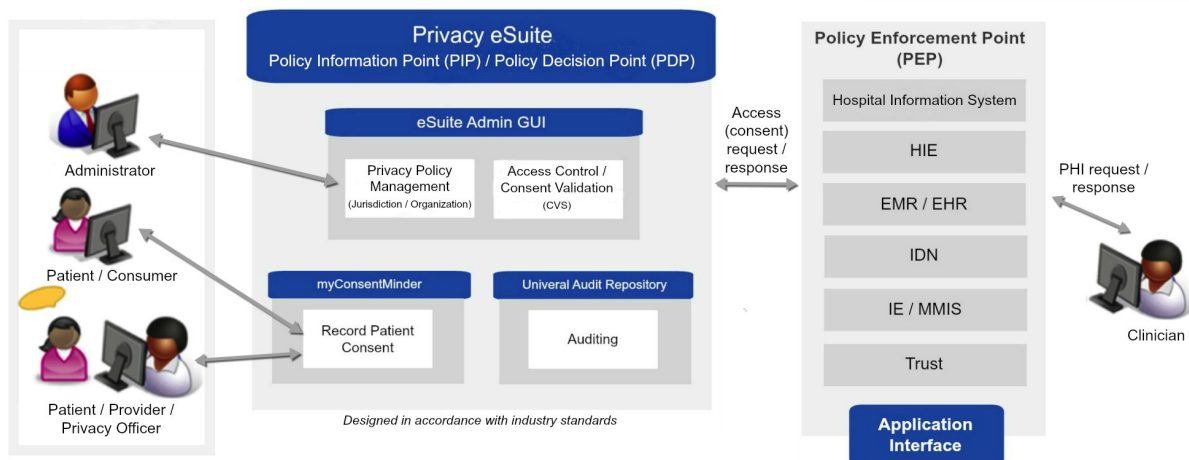 Administrator
Patient / Consumer
Patient / Provider /
Privacy Officer
Privacy eSuite
Policy Information Point (PIP) / Policy Decision Point (PDP)
eSuite Admin GUI
Privacy Policy
Management
(Jurisdiction / Organization)
Access Control /
Consent Validation
(CVS)
myConsentMinder
Record Patient
Consent
Univeral Audit Repository
Auditing
Designed in accordance with industry standards
Access
(consent)
request /
response
Policy Enforcement Point
(PEP)
Hospital Information System
HIE
EMR / EHR
IDN
IE / MMIS
Trust
Application
Interface
PHI request /
response
Clinician